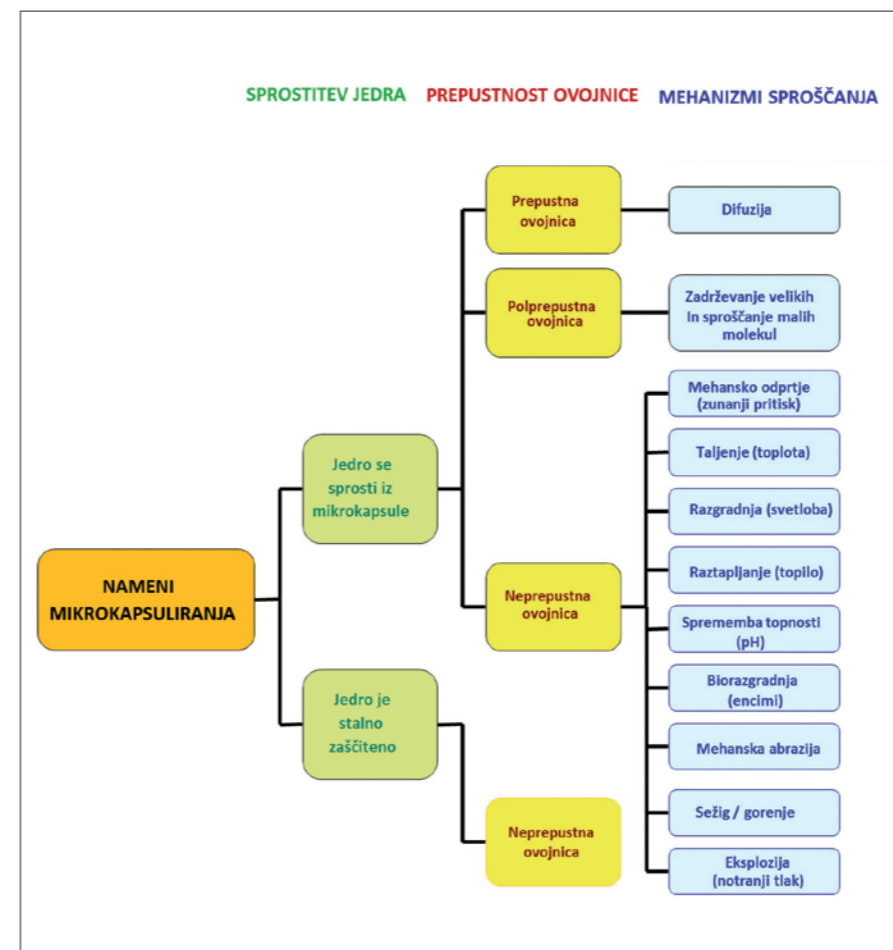 SPROSTITEV JEDRA
PREPUSTNOST OVOJNICE
MEHANIZMI SPROŠČANJA
Prepustna
ovojnica
Difuzija
Polprepustna
ovojnica
Zadrževanje velikih
In sproščanje malih
molekul
Mehansko odprtje
(zunanji pritisk)
Taljenje (toplota)
Jedro se
sprosti iz
mikrokapsule
Razgradnja (svetloba)
Raztapljanje (topilo)
NAMENI
MIKROKAPSULIRANJA
Neprepustna
ovojnica
Sprememba topnosti
(pH)
Biorazgradnja
(encimi)
Jedro je
stalno
zaščiteno
Mehanska abrazija
Sežig / gorenje
Neprepustna
ovojnica
Eksplozija
(notranji tlak)